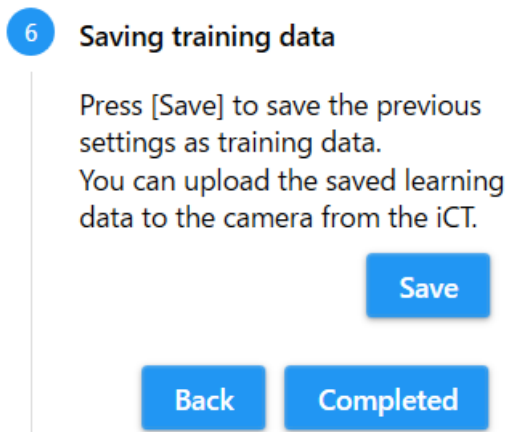 6 Saving training data
Press [Save] to save the previous
settings as training data.
You can upload the saved learning
data to the camera from the iCT.
Save
Back Completed